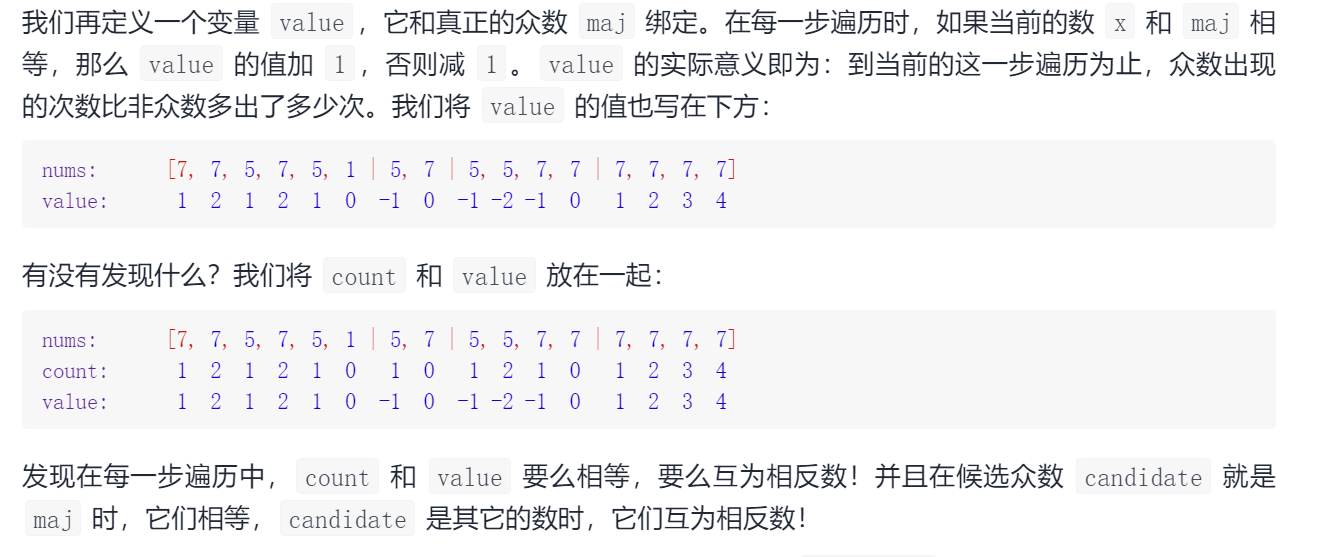 我们再定义一个变量 value，它和真正的众数 maj 绑定。在每一步遍历时，如果当前的数 x 和 maj 相
等，那么 value 的值加 1，否则减 1。value 的实际意义即为：到当前的这一步遍历为止，众数出现
的次数比非众数多出了多少次。我们将 value 的值也写在下方：
nums:      [7, 7, 5, 7, 5, 1 | 5, 7 | 5, 5, 7, 7 | 7, 7, 7, 7]
value:      1  2  1  2  1  0  -1  0  -1 -2 -1  0   1  2  3  4
有没有发现什么？我们将 count 和 value 放在一起：
nums:      [7, 7, 5, 7, 5, 1 | 5, 7 | 5, 5, 7, 7 | 7, 7, 7, 7]
count:      1  2  1  2  1  0   1  0   1  2  1  0   1  2  3  4
value:      1  2  1  2  1  0  -1  0  -1 -2 -1  0   1  2  3  4
发现在每一步遍历中，count 和 value 要么相等，要么互为相反数！并且在候选众数 candidate 就是
maj 时，它们相等，candidate 是其它的数时，它们互为相反数！